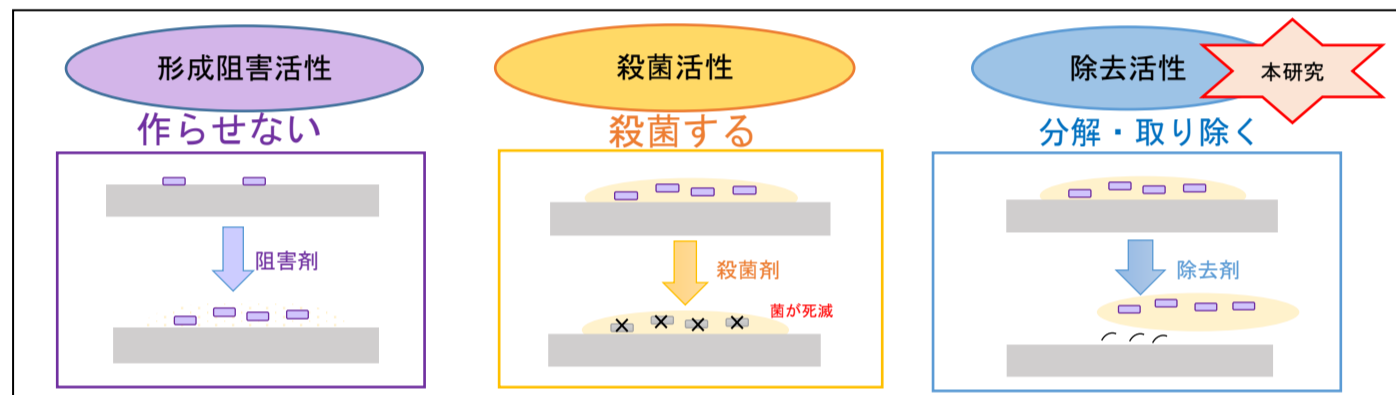 形成阻害活性
作らせない
阻害剤
殺菌活性
殺菌する
殺菌剤
菌が死滅
除去活性
本研究
分解・取り除く
除去剤